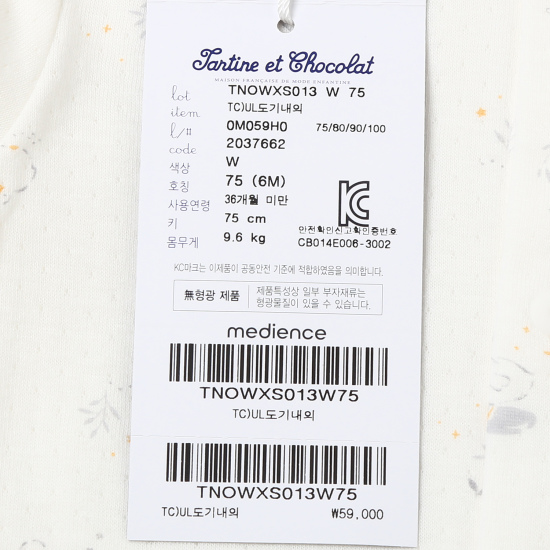 Tartine et Chocolat
MAISON FRANÇAISE DE MODE ENFANTINE
lot TNOWXS013 W 75
item TC)UL도기내의
l/# 0M059H0 75/80/90/100
code 2037662
색상 W
호칭 75 (6M)
사용연령 36개월 미만
키 75 cm
몸무게 9.6 kg
KC
안전확인신고확인증번호
CB014E006-3002
KC마크는 이제품이 공통안전 기준에 적합하였음을 의미합니다.
無형광 제품
제품특성상 일부 부자재류는
형광물질이 있을 수 있습니다.
medience
TNOWXS013W75
TC)UL도기내의
TNOWXS013W75
TC)UL도기내의 ₩59,000